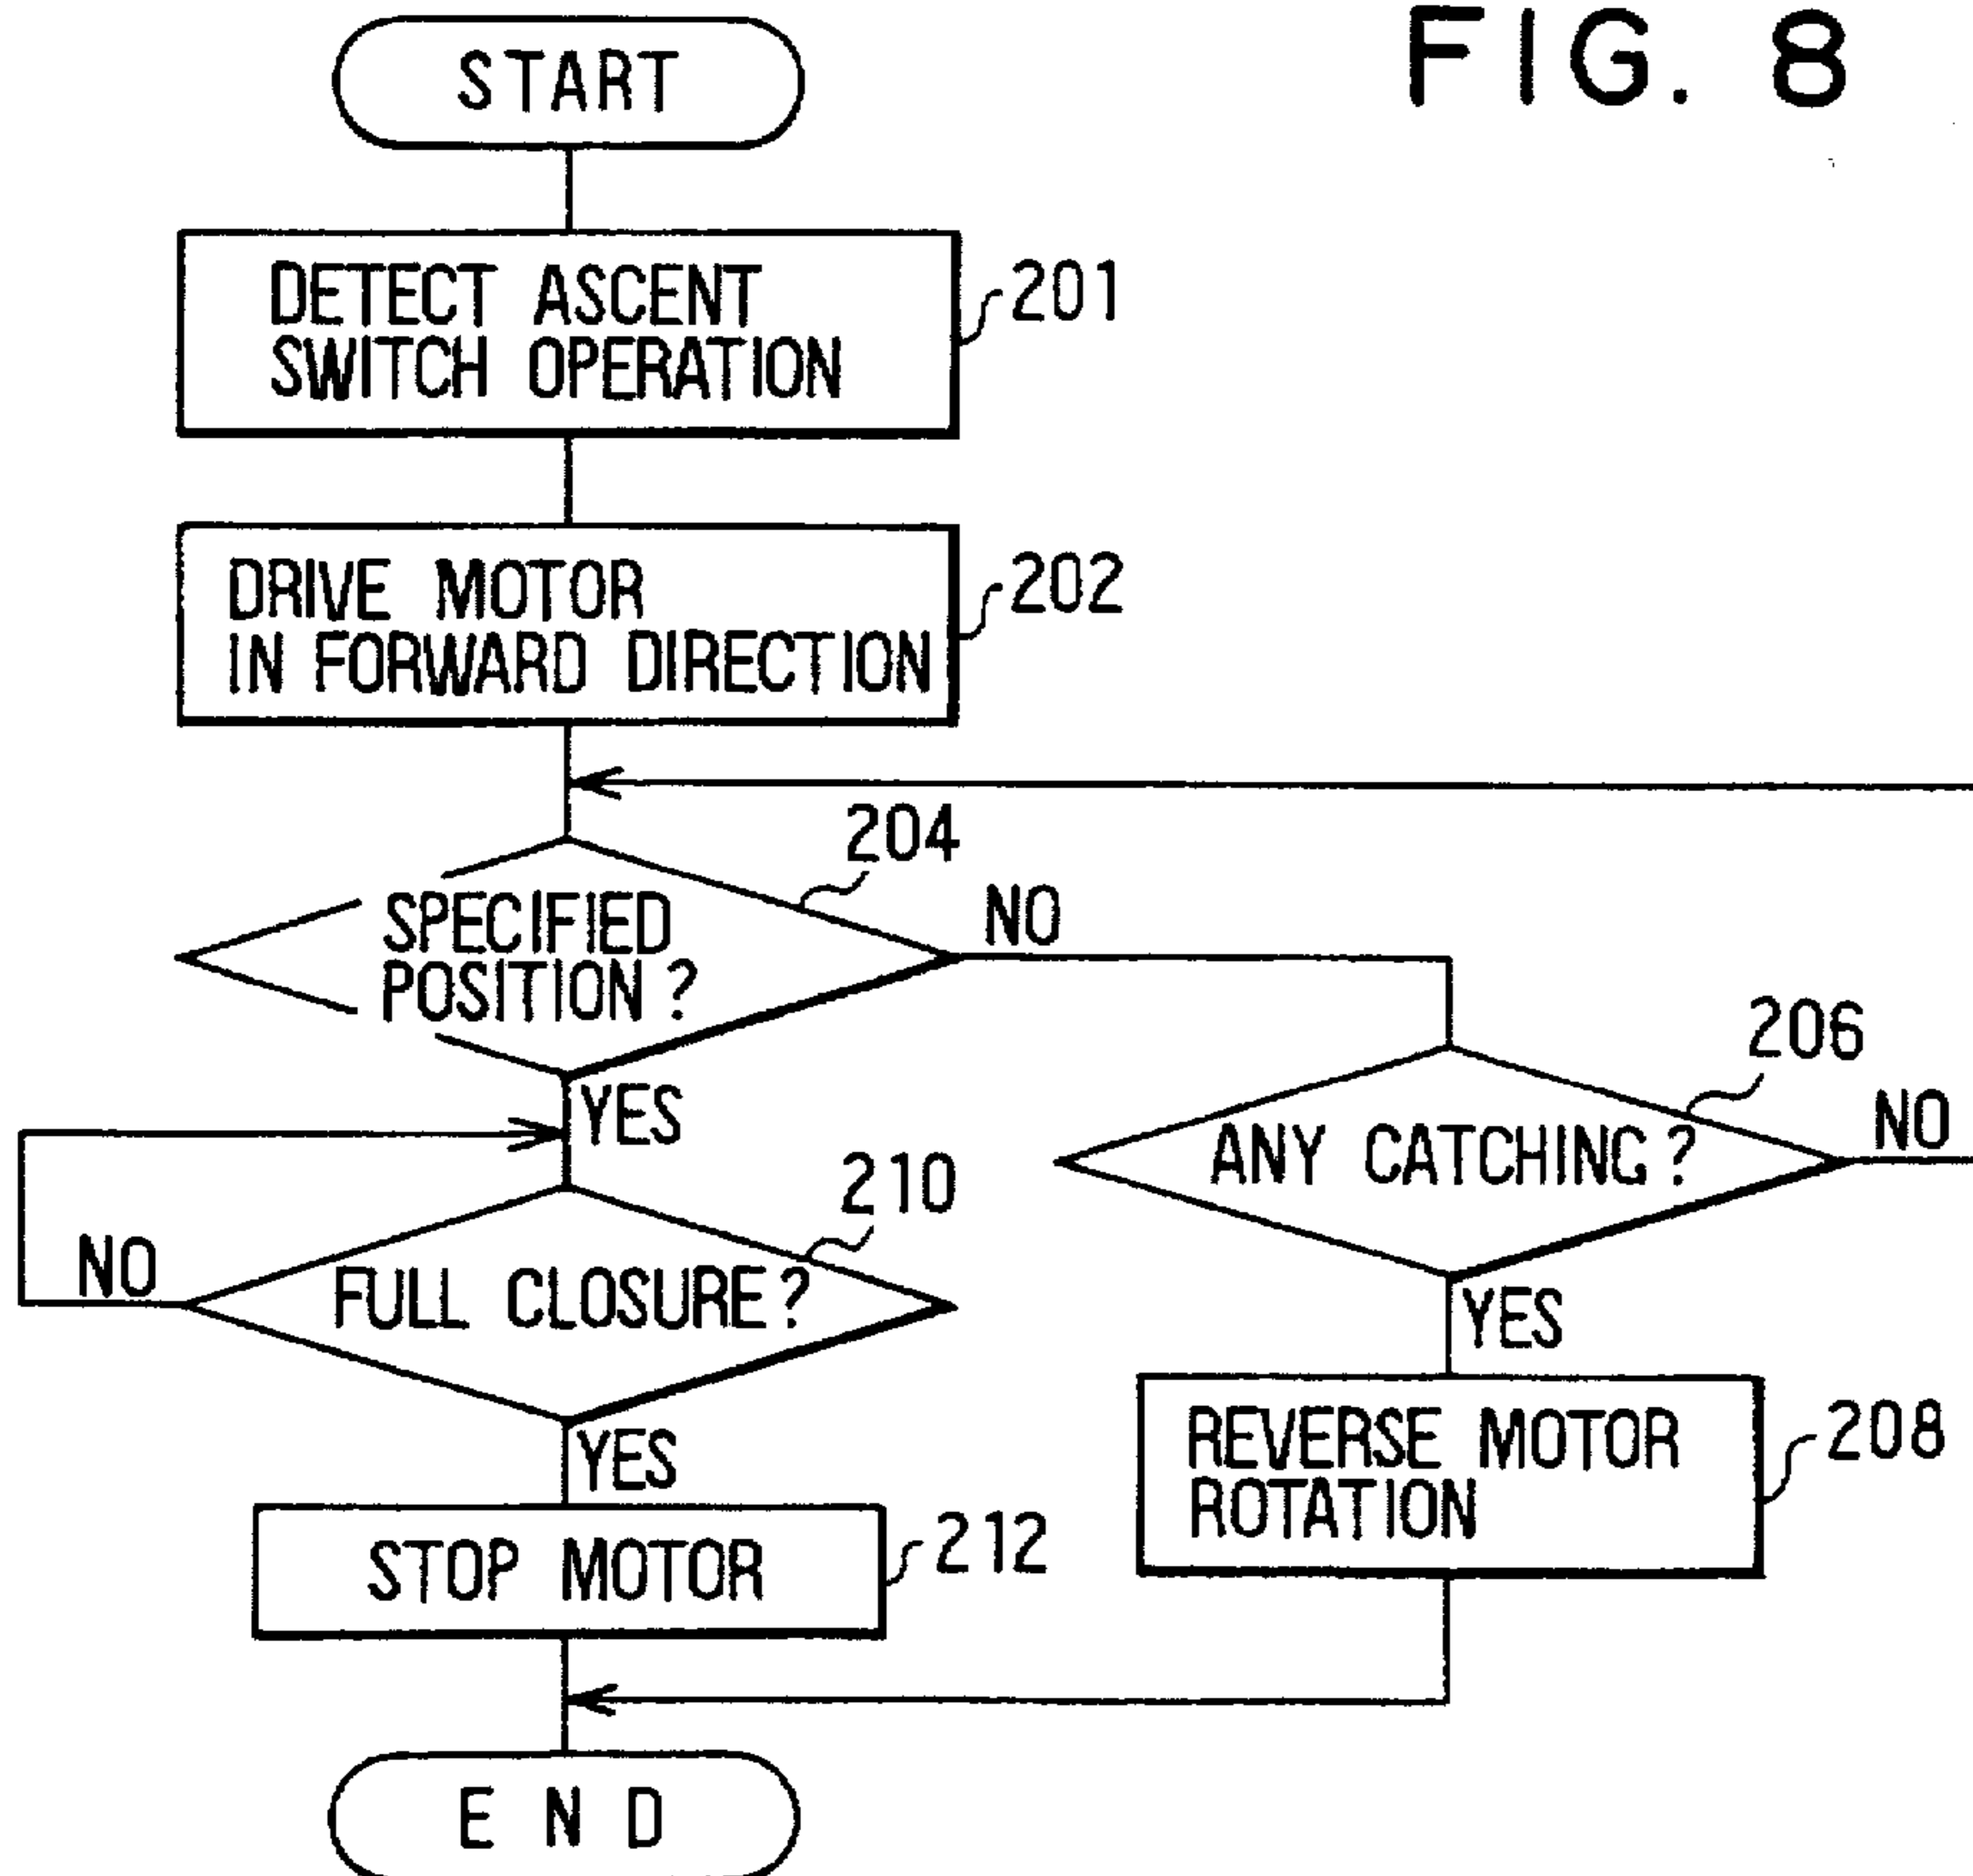 FIG. 8
START
DETECT ASCENT
SWITCH OPERATION
201
DRIVE MOTOR
IN FORWARD DIRECTION
202
204
SPECIFIED
POSITION?
NO
YES
206
ANY CATCHING?
NO
YES
210
FULL CLOSURE?
NO
YES
REVERSE MOTOR
ROTATION
208
STOP MOTOR
212
END